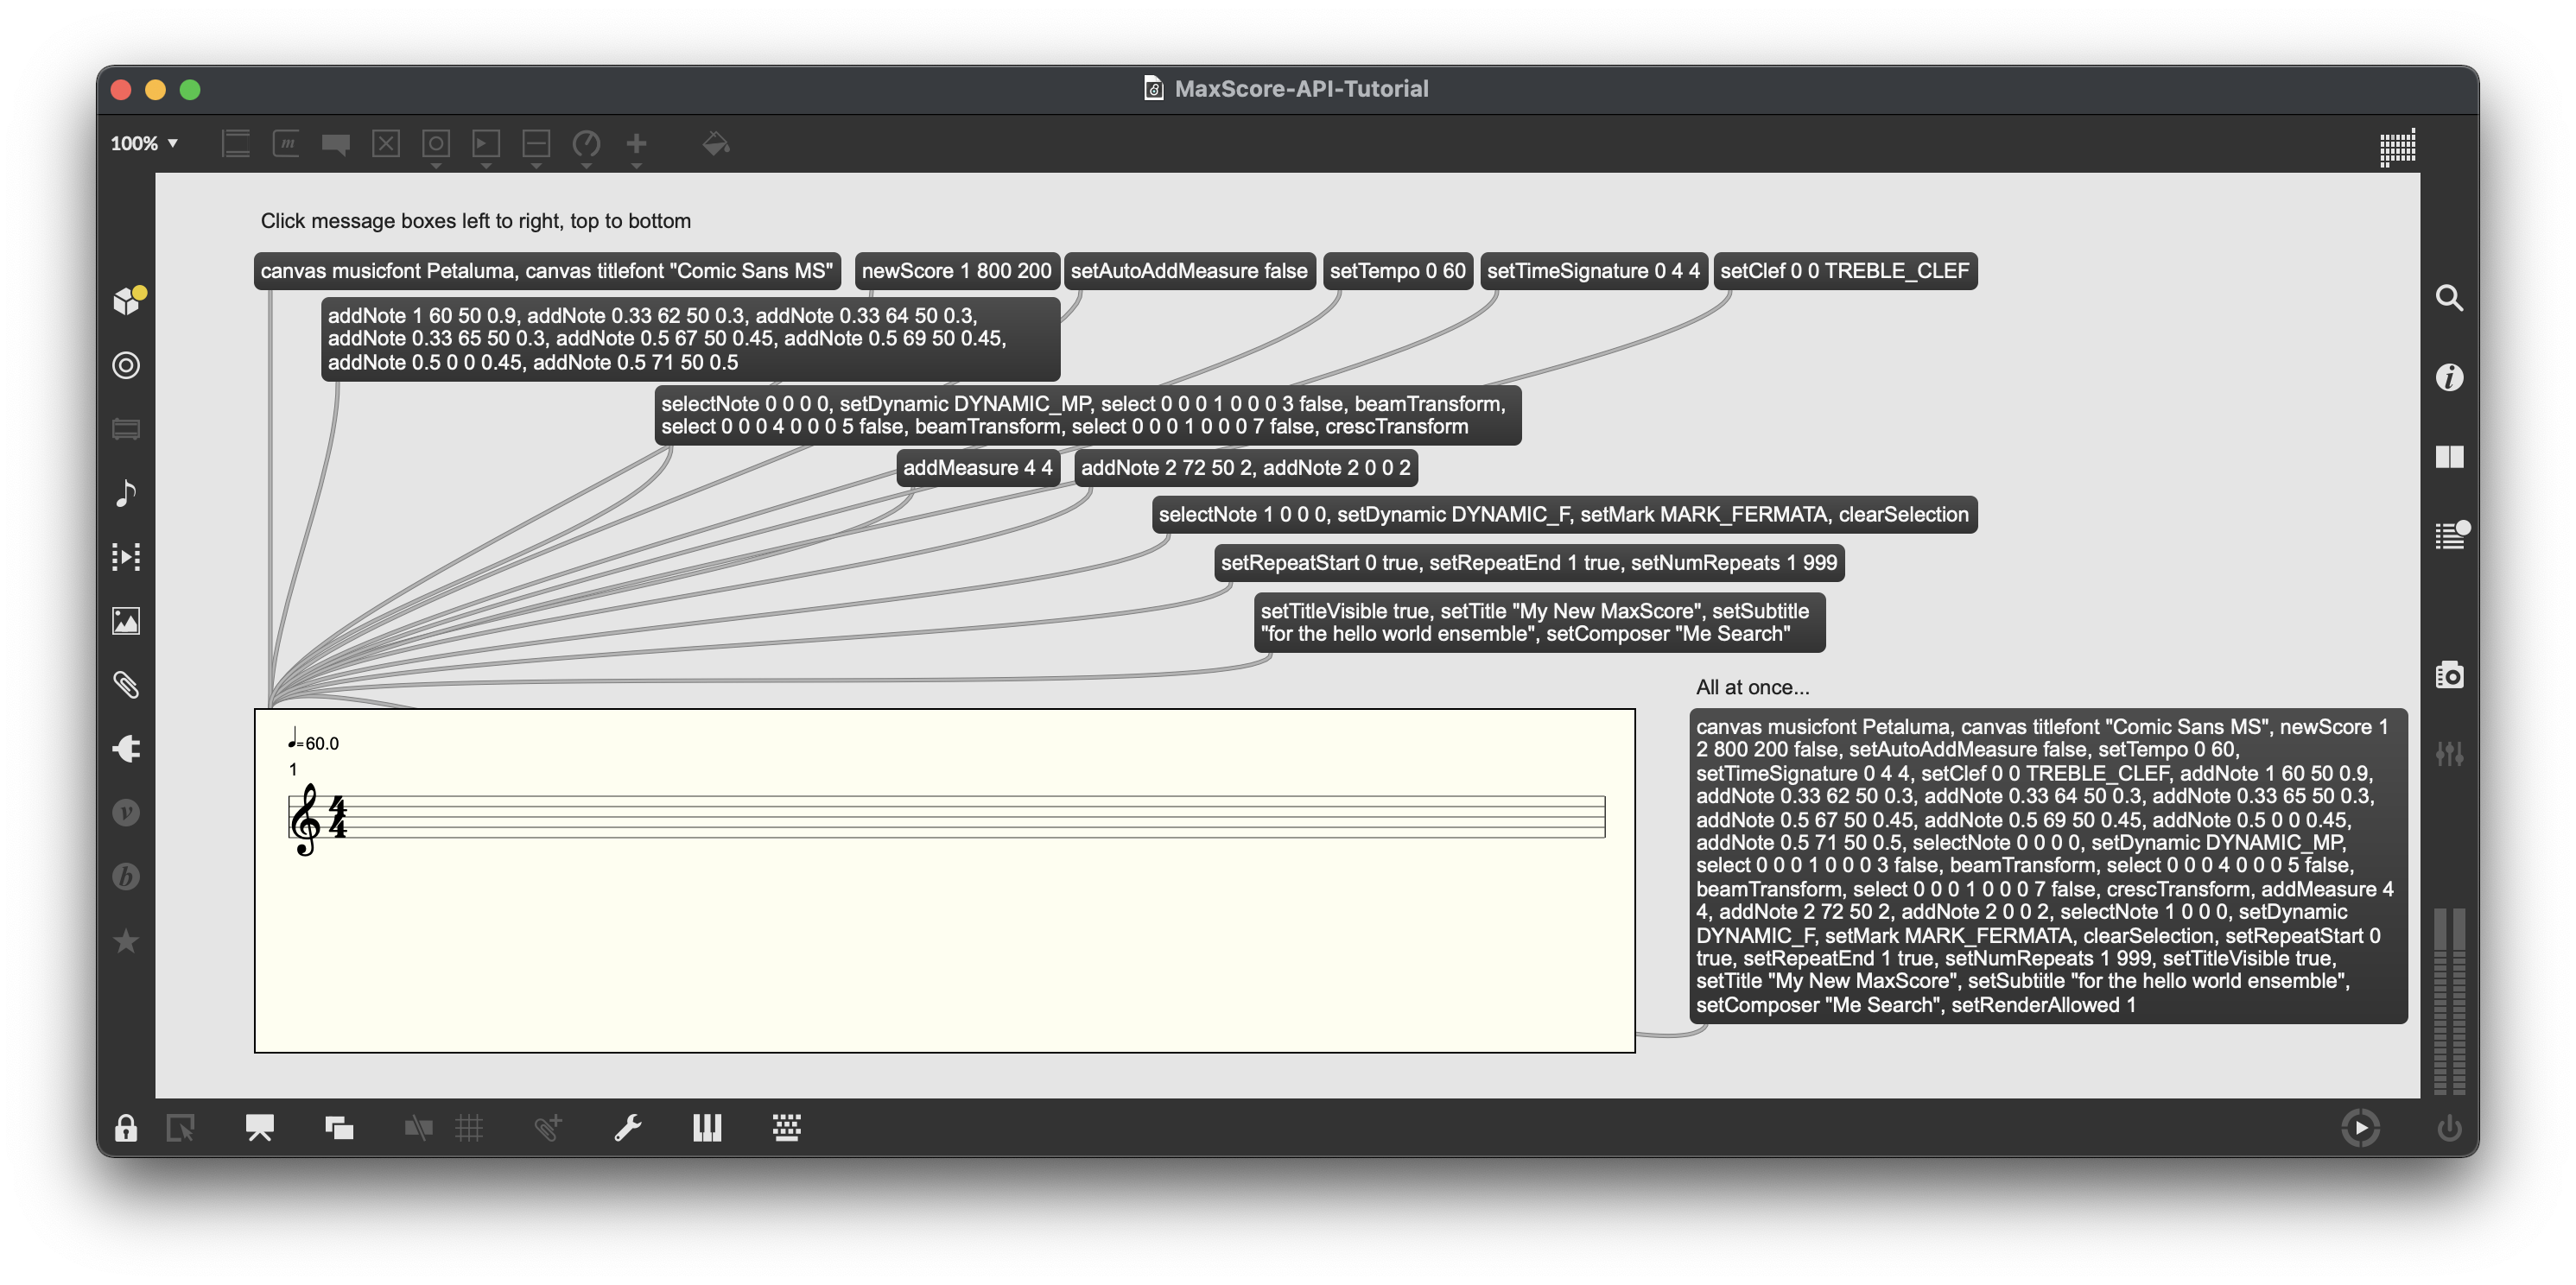 MaxScore-API-Tutorial
100%
Click message boxes left to right, top to bottom
canvas musicfont Petaluma, canvas titlefont "Comic Sans MS"
newScore 1 800 200
setAutoAddMeasure false
setTempo 0 60
setTimeSignature 0 4 4
setClef 0 0 TREBLE_CLEF
addNote 1 60 50 0.9, addNote 0.33 62 50 0.3, addNote 0.33 64 50 0.3,
addNote 0.33 65 50 0.3, addNote 0.5 67 50 0.45, addNote 0.5 69 50 0.45,
addNote 0.5 0 0 0.45, addNote 0.5 71 50 0.5
selectNote 0 0 0 0, setDynamic DYNAMIC_MP, select 0 0 0 1 0 0 0 3 false, beamTransform,
select 0 0 0 4 0 0 0 5 false, beamTransform, select 0 0 0 1 0 0 0 7 false, crescTransform
addMeasure 4 4
addNote 2 72 50 2, addNote 2 0 0 2
selectNote 1 0 0 0, setDynamic DYNAMIC_F, setMark MARK_FERMATA, clearSelection
setRepeatStart 0 true, setRepeatEnd 1 true, setNumRepeats 1 999
setTitleVisible true, setTitle "My New MaxScore", setSubtitle
"for the hello world ensemble", setComposer "Me Search"
All at once...
canvas musicfont Petaluma, canvas titlefont "Comic Sans MS", newScore 1
2 800 200 false, setAutoAddMeasure false, setTempo 0 60,
setTimeSignature 0 4 4, setClef 0 0 TREBLE_CLEF, addNote 1 60 50 0.9,
addNote 0.33 62 50 0.3, addNote 0.33 64 50 0.3, addNote 0.33 65 50 0.3,
addNote 0.5 67 50 0.45, addNote 0.5 69 50 0.45, addNote 0.5 0 0 0.45,
addNote 0.5 71 50 0.5, selectNote 0 0 0 0, setDynamic DYNAMIC_MP,
select 0 0 0 1 0 0 0 3 false, beamTransform, select 0 0 0 4 0 0 0 5 false,
beamTransform, select 0 0 0 1 0 0 0 7 false, crescTransform, addMeasure 4
4, addNote 2 72 50 2, addNote 2 0 0 2, selectNote 1 0 0 0, setDynamic
DYNAMIC_F, setMark MARK_FERMATA, clearSelection, setRepeatStart 0
true, setRepeatEnd 1 true, setNumRepeats 1 999, setTitleVisible true,
setTitle "My New MaxScore", setSubtitle "for the hello world ensemble",
setComposer "Me Search", setRenderAllowed 1
♩=60.0
1
4
4